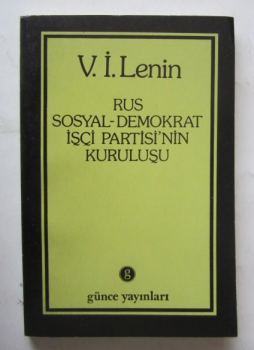 V. İ. Lenin
RUS
SOSYAL-DEMOKRAT
İŞÇİ PARTİSİ'NİN
KURULUŞU
g
günce yayınları